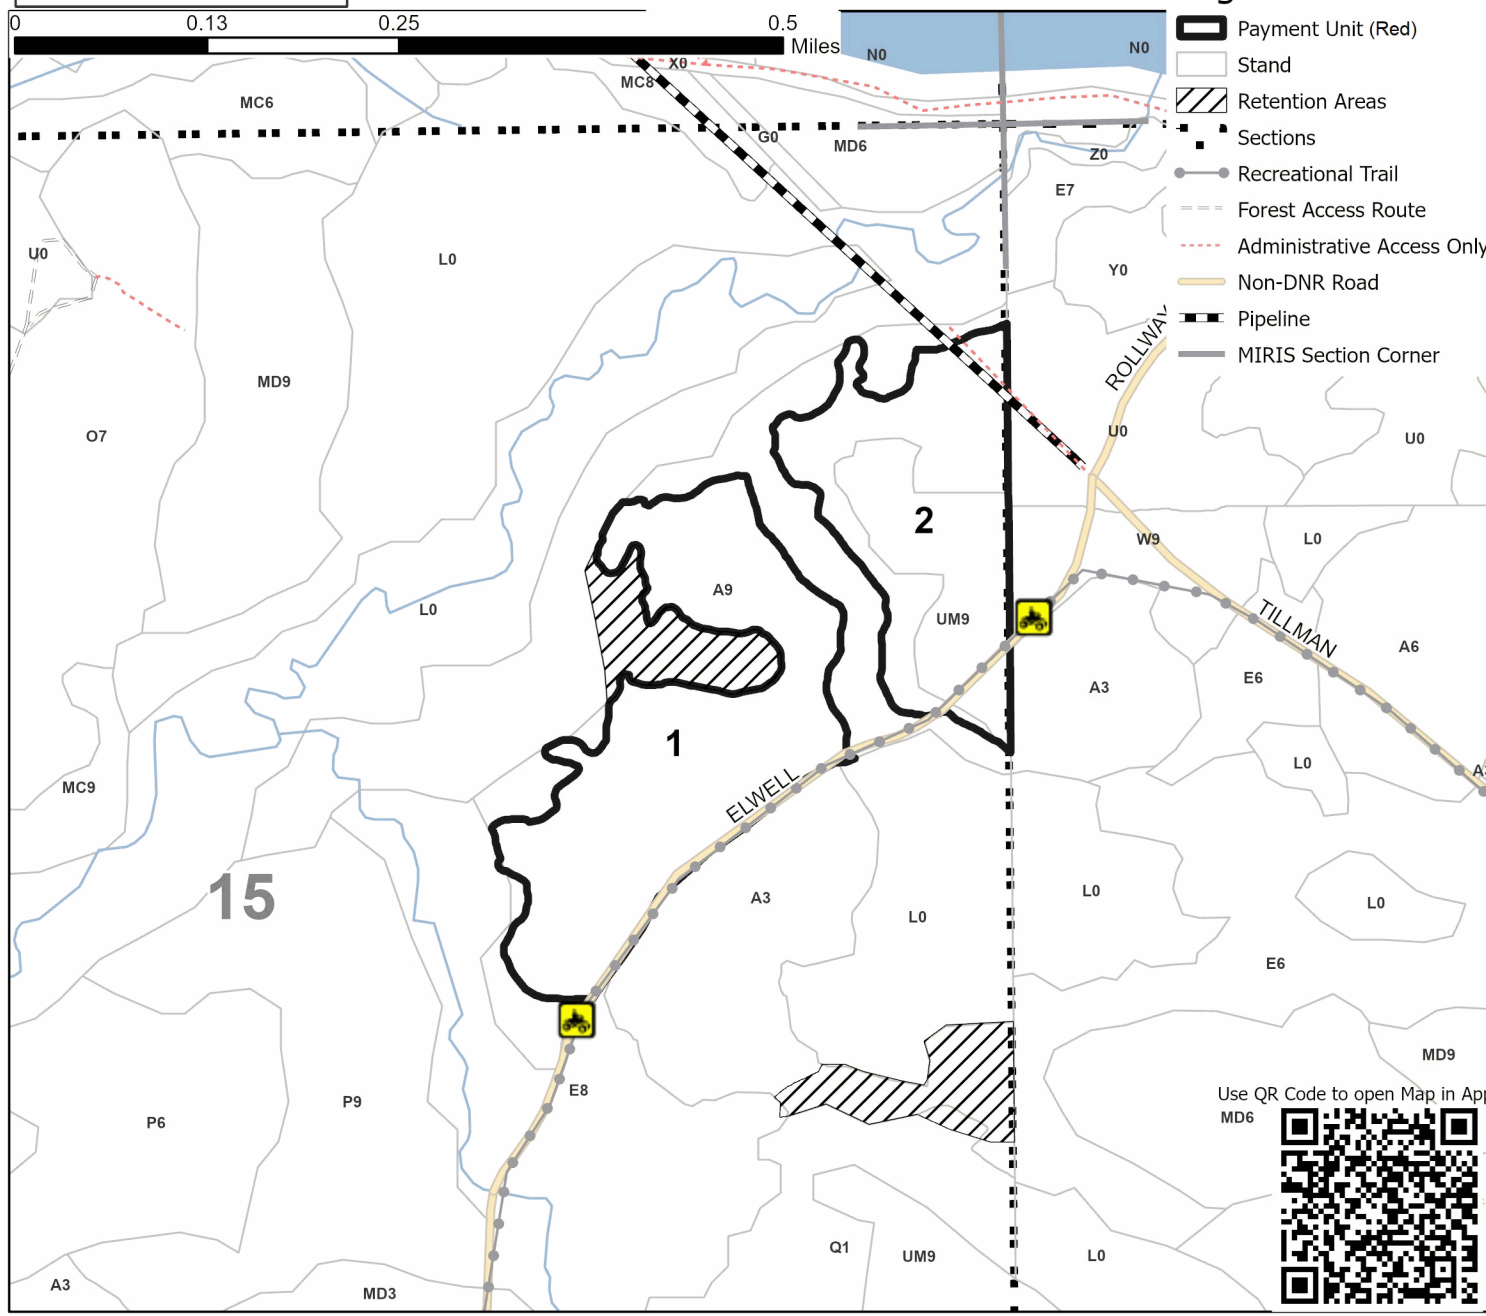 0 0.13 0.25 0.5
Miles
Payment Unit (Red)
Stand
Retention Areas
Sections
Recreational Trail
Forest Access Route
Administrative Access Only
Non-DNR Road
Pipeline
MIRIS Section Corner
N0 N0
X0
MC8
MC6
G0
MD6
Z0
E7
U0
L0
Y0
ROLLWAY
MD9
O7
U0
U0
2
W9
L0
A9
L0
UM9
TILLMAN
A6
E6
A3
1
L0
MC9
ELWELL
15
A3
L0
L0
L0
E6
MD9
E8
Use QR Code to open Map in App
MD6
P9
P6
Q1
UM9
L0
A3
MD3